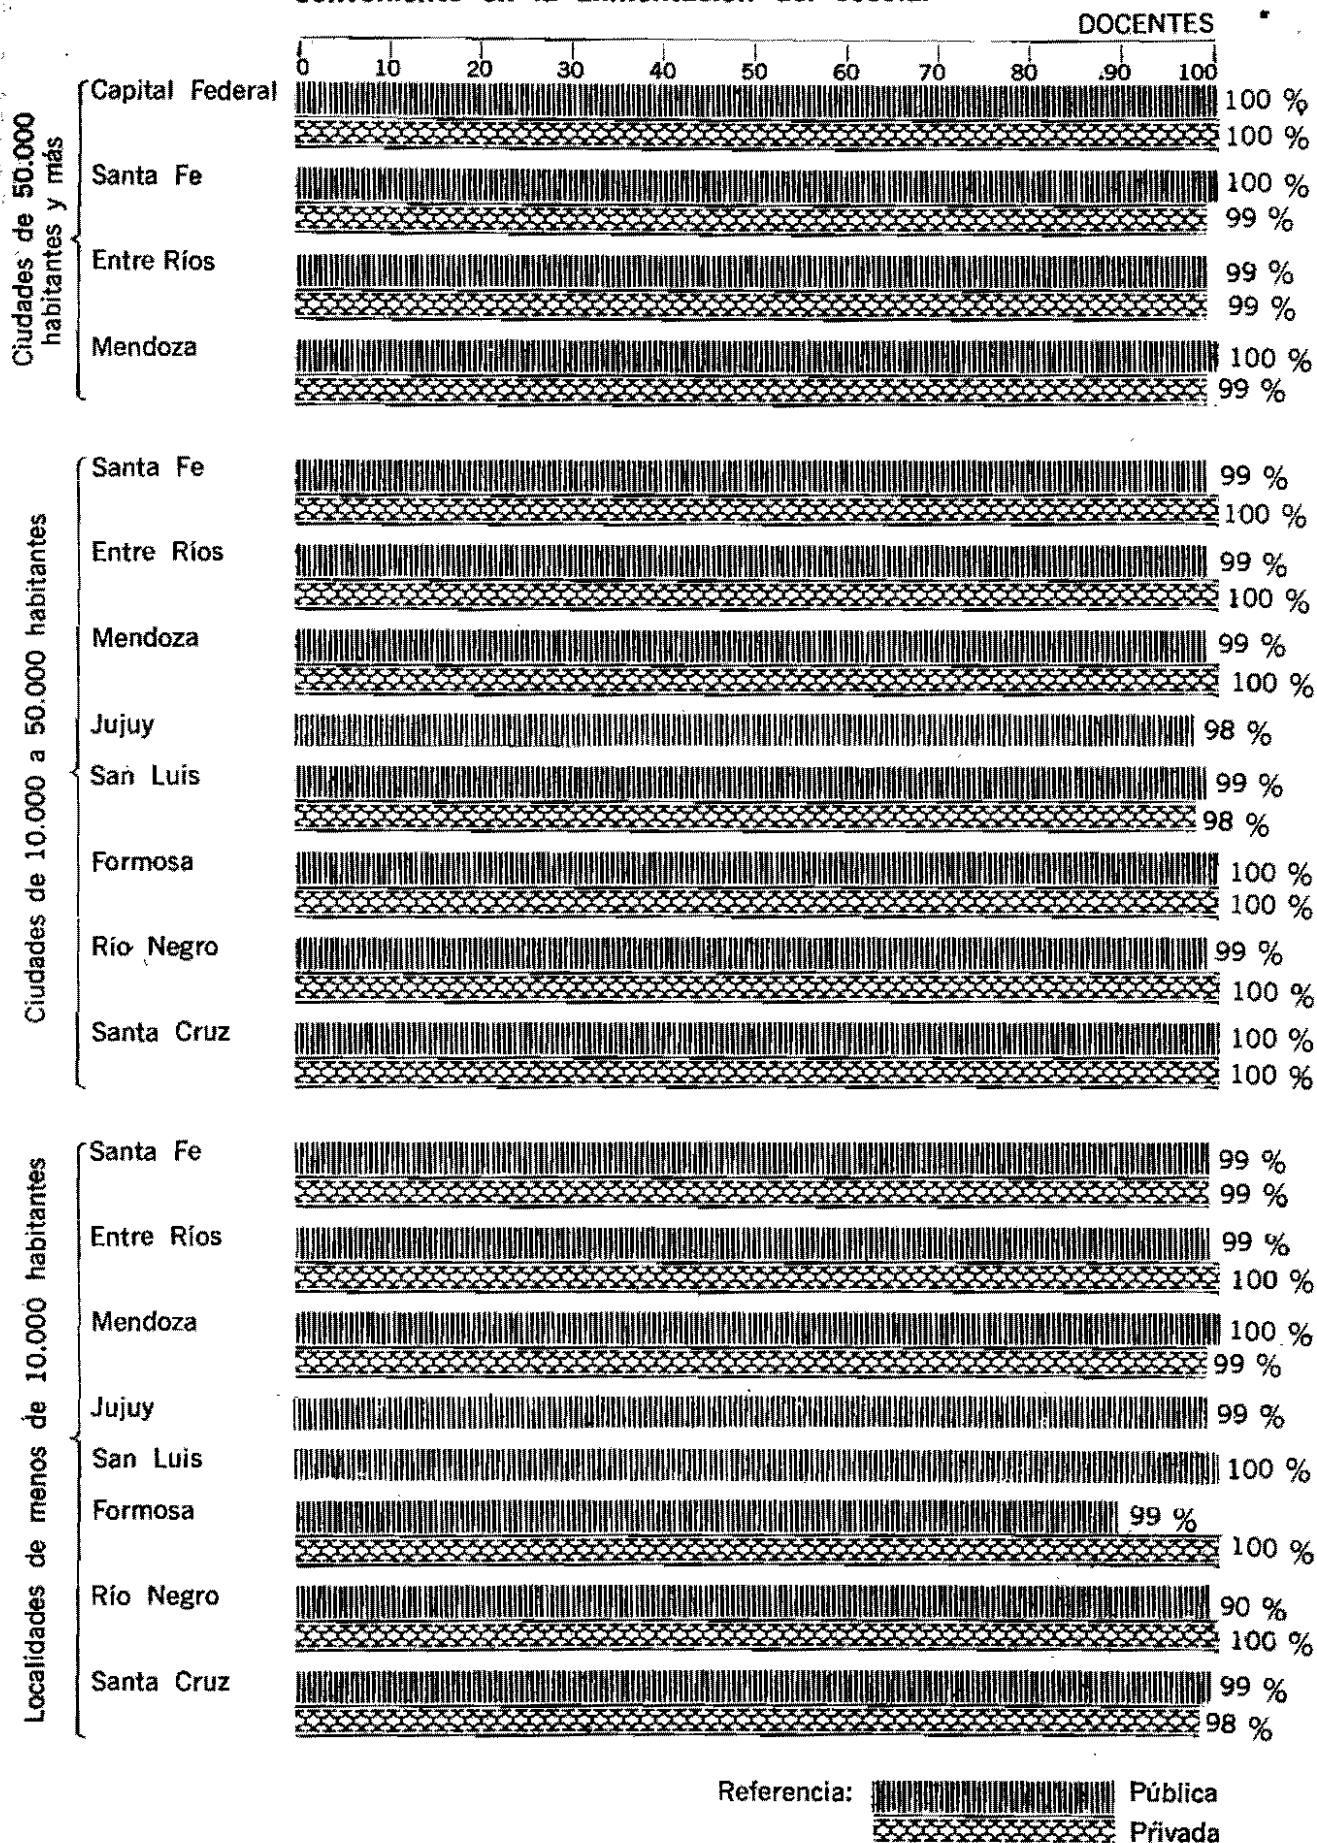 DOCENTES
0 10 20 30 40 50 60 70 80 90 100
Ciudades de 50.000 habitantes y más
Capital Federal 100 %
100 %
Santa Fe 100 %
99 %
Entre Ríos 99 %
99 %
Mendoza 100 %
99 %
Ciudades de 10.000 a 50.000 habitantes
Santa Fe 99 %
100 %
Entre Ríos 99 %
100 %
Mendoza 99 %
100 %
Jujuy 98 %
San Luis 99 %
98 %
Formosa 100 %
100 %
Río Negro 99 %
100 %
Santa Cruz 100 %
100 %
Localidades de menos de 10.000 habitantes
Santa Fe 99 %
99 %
Entre Ríos 99 %
100 %
Mendoza 100 %
99 %
Jujuy 99 %
San Luis 100 %
Formosa 99 %
100 %
Río Negro 90 %
100 %
Santa Cruz 99 %
98 %
Referencia: Pública
Privada